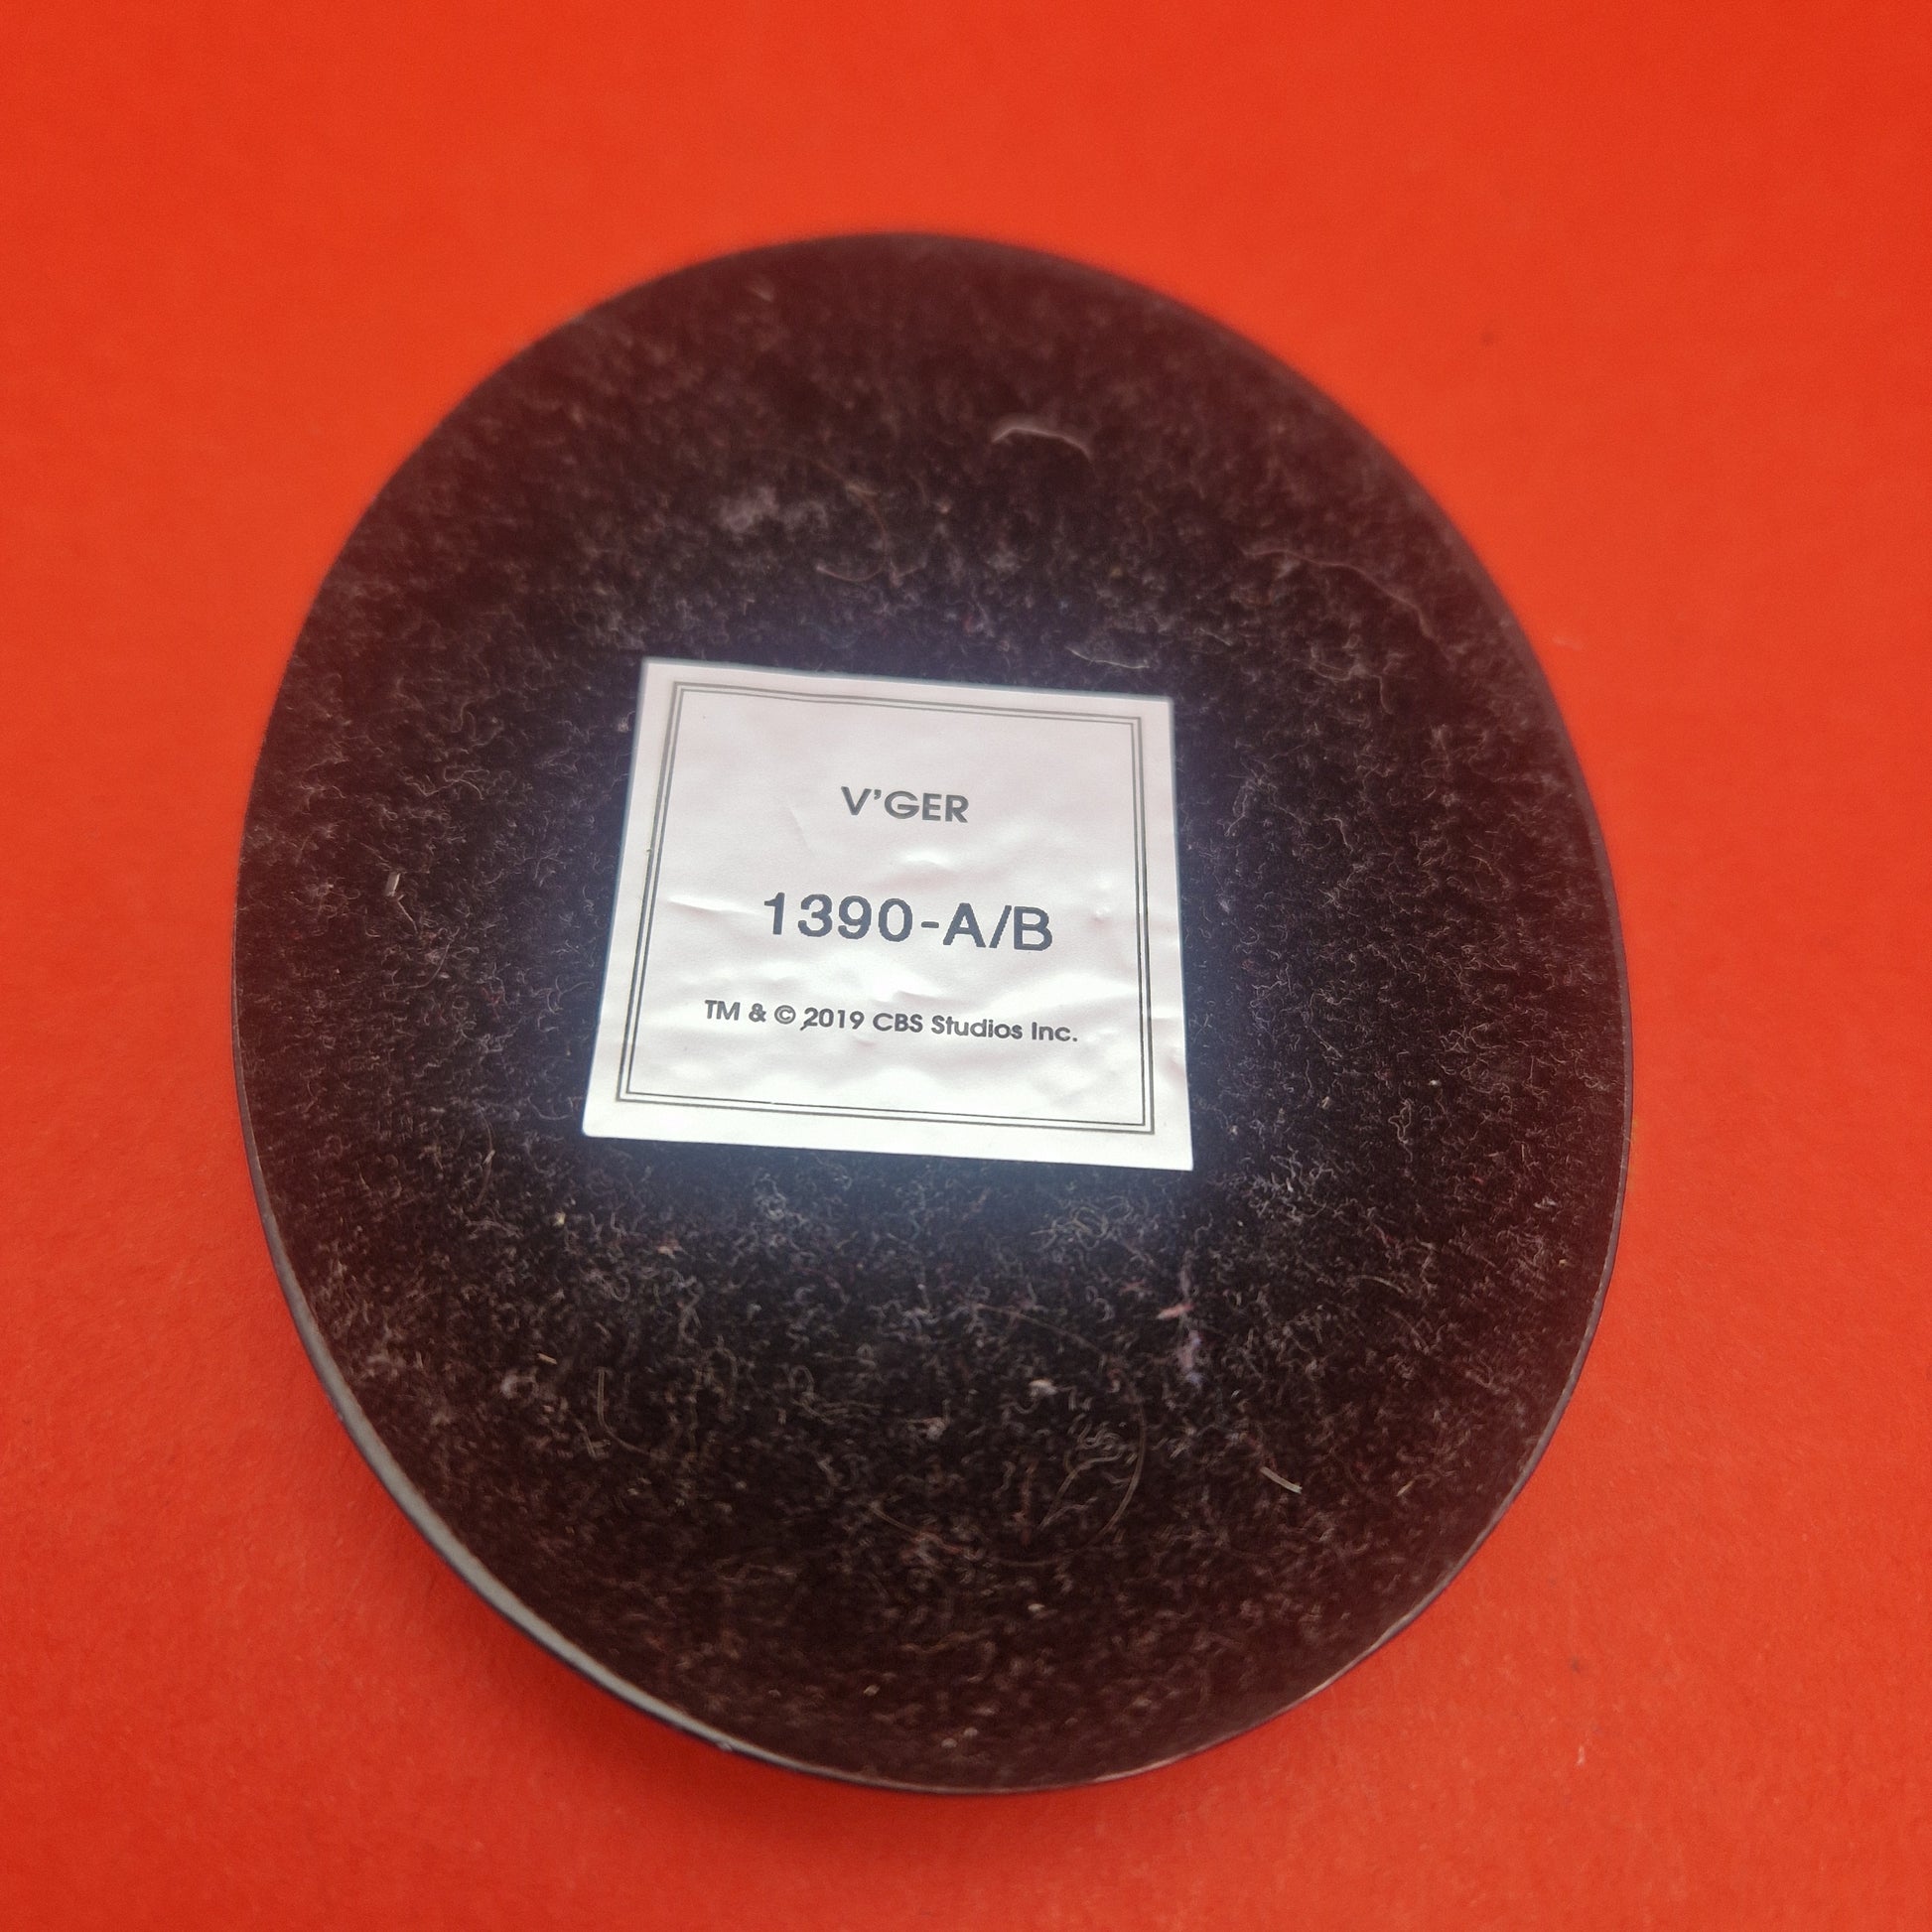 V'GER
1390-A/B
TM & © 2019 CBS Studios Inc.